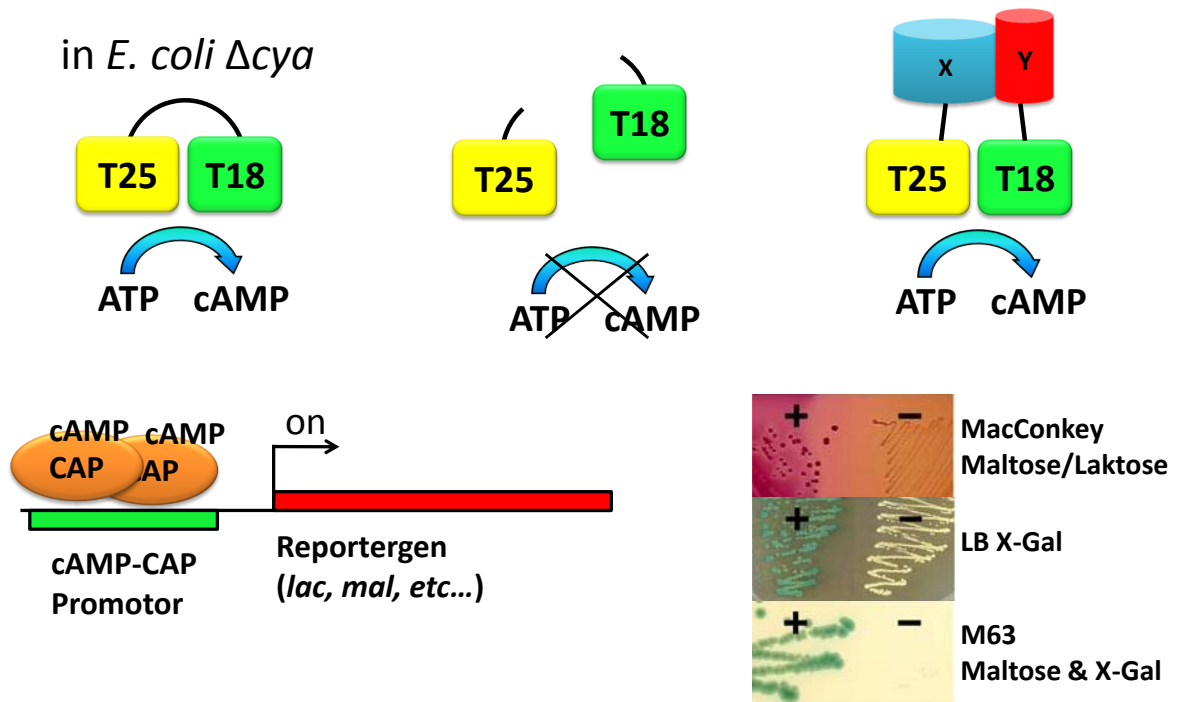 in E. coli Δcya
T25 T18
ATP cAMP
T25
T18
ATP cAMP
X Y
T25 T18
ATP cAMP
cAMP cAMP
CAP AP
on
cAMP-CAP
Promotor
Reportergen
(lac, mal, etc...)
+ −
MacConkey
Maltose/Laktose
+ −
LB X-Gal
+ −
M63
Maltose & X-Gal